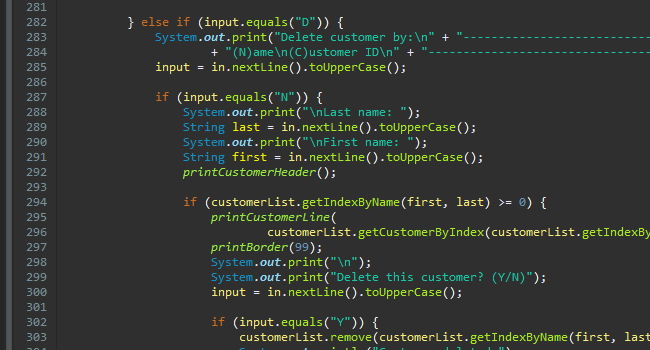 281
282 } else if (input.equals("D")) {
283 System.out.print("Delete customer by:\n" + "-----------------------------
284 + "(N)ame\n(C)ustomer ID\n" + "----------------------------------
285 input = in.nextLine().toUpperCase();
286
287 if (input.equals("N")) {
288 System.out.print("\nLast name: ");
289 String last = in.nextLine().toUpperCase();
290 System.out.print("\nFirst name: ");
291 String first = in.nextLine().toUpperCase();
292 printCustomerHeader();
293
294 if (customerList.getIndexByName(first, last) >= 0) {
295 printCustomerLine(
296 customerList.getCustomerByIndex(customerList.getIndexBy
297 printBorder(99);
298 System.out.print("\n");
299 System.out.print("Delete this customer? (Y/N)");
300 input = in.nextLine().toUpperCase();
301
302 if (input.equals("Y")) {
303 customerList.remove(customerList.getIndexByName(first, last